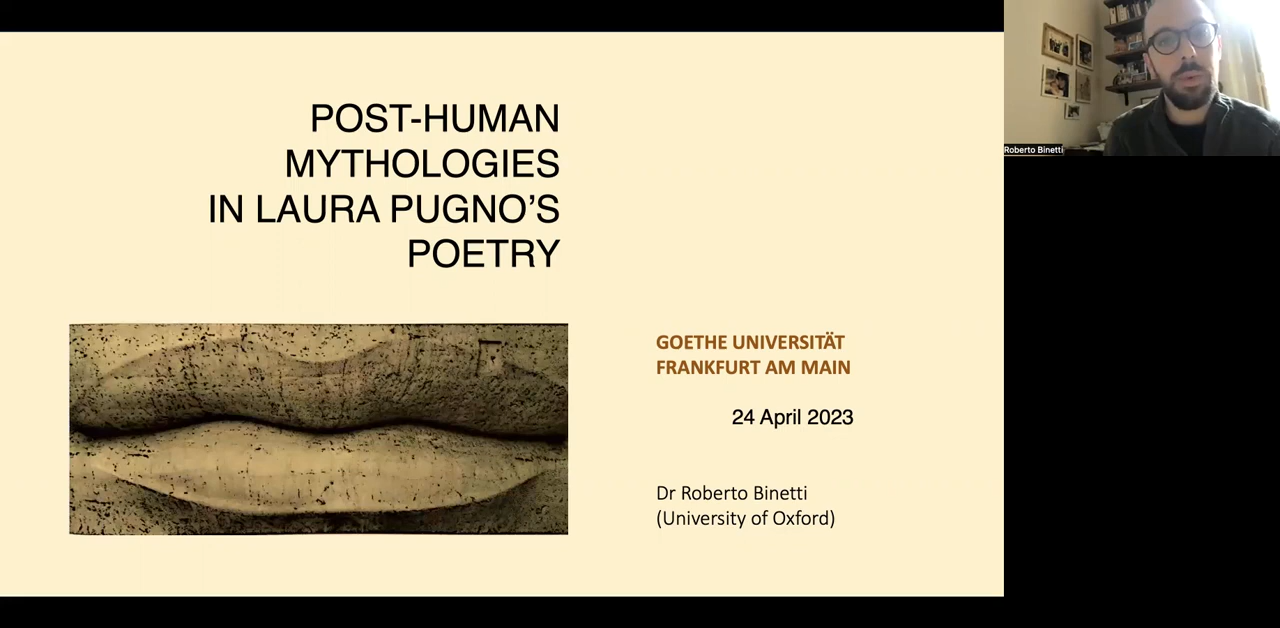 POST-HUMAN
MYTHOLOGIES
IN LAURA PUGNO’S
POETRY
GOETHE UNIVERSITÄT
FRANKFURT AM MAIN
24 April 2023
Dr Roberto Binetti
(University of Oxford)
Roberto Binetti